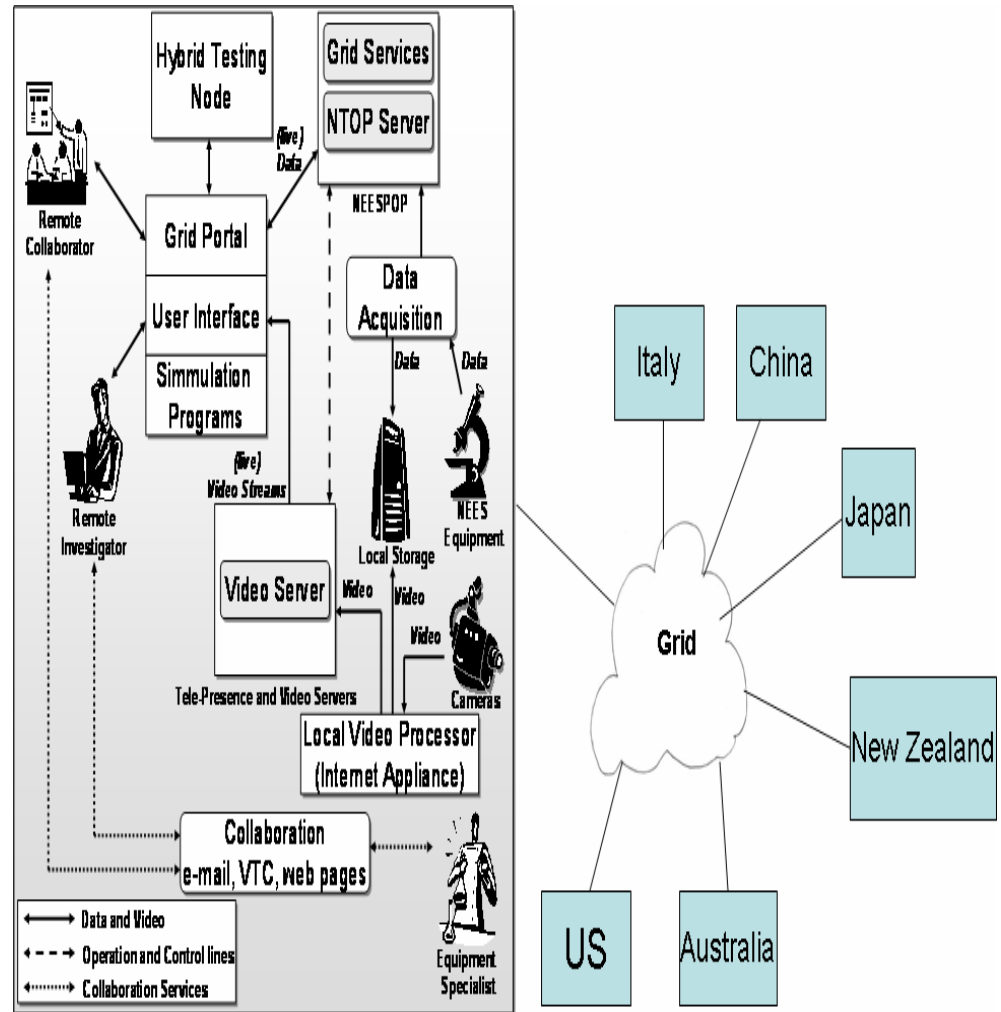 Hybrid Testing
Node
Grid Services
NTOP Server
NEESPOP
(live)
Data
Remote
Collaborator
Grid Portal
User Interface
Simmulation
Programs
Data
Acquisition
Data
Data
Remote
Investigator
(live)
Video Streams
Local Storage
NEES
Equipment
Video Server
Video
Video
Video
Cameras
Tele-Presence and Video Servers
Local Video Processor
(Internet Appliance)
Collaboration
e-mail, VTC, web pages
Equipment
Specialist
Data and Video
Operation and Control lines
Collaboration Services
Italy
China
Japan
Grid
New Zealand
US
Australia